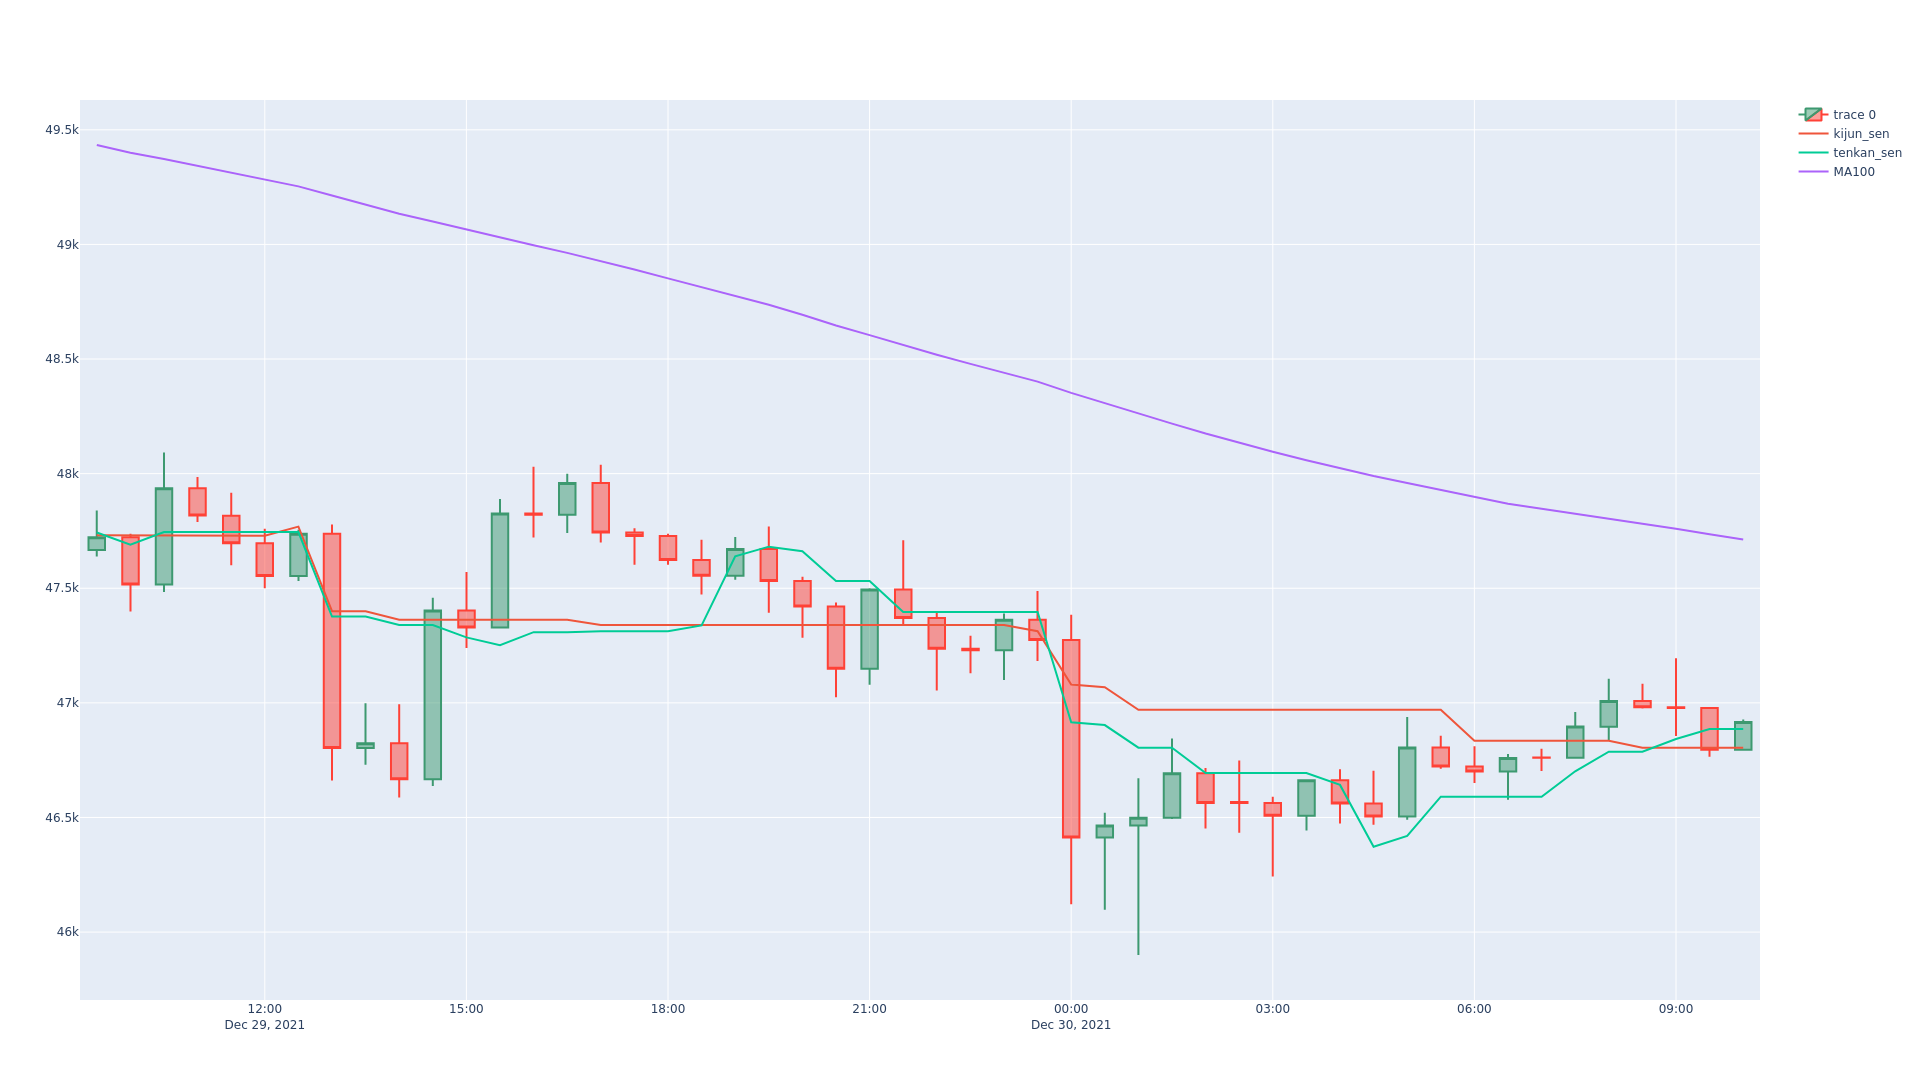 49.5k
49k
48.5k
48k
47.5k
47k
46.5k
46k
12:00
Dec 29, 2021
15:00
18:00
21:00
00:00
Dec 30, 2021
03:00
06:00
09:00
trace 0
kijun_sen
tenkan_sen
MA100